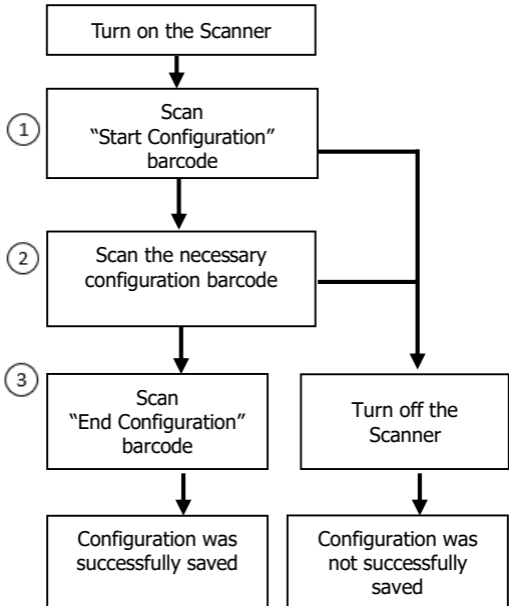 Turn on the Scanner
1
Scan
“Start Configuration”
barcode
2
Scan the necessary
configuration barcode
3
Scan
“End Configuration”
barcode
Turn off the
Scanner
Configuration was
successfully saved
Configuration was
not successfully
saved